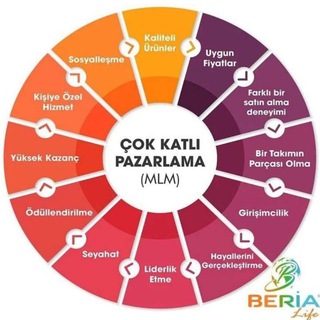 ÇOK KATLI
PAZARLAMA
(MLM)
Kaliteli
Ürünler
Uygun
Fiyatlar
Farklı bir
satın alma
deneyimi
Bir Takımın
Parçası Olma
Girişimcilik
Hayallerini
Gerçekleştirme
Liderlik
Etme
Seyahat
Ödüllendirilme
Yüksek Kazanç
Kişiye Özel
Hizmet
Sosyalleşme
BERİA
Life